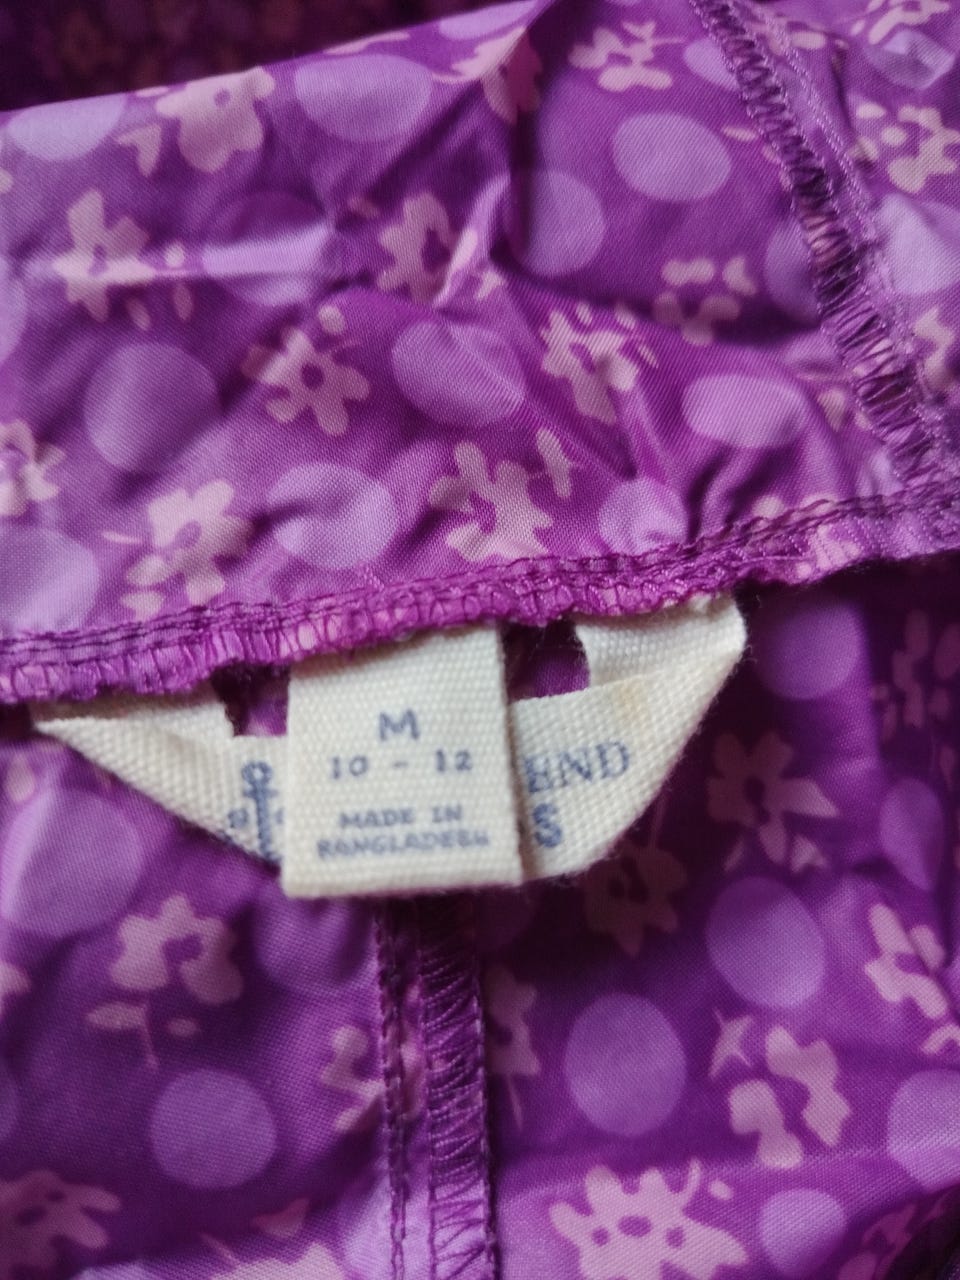 M
10 - 12
MADE IN
BANGLADESH
END
S